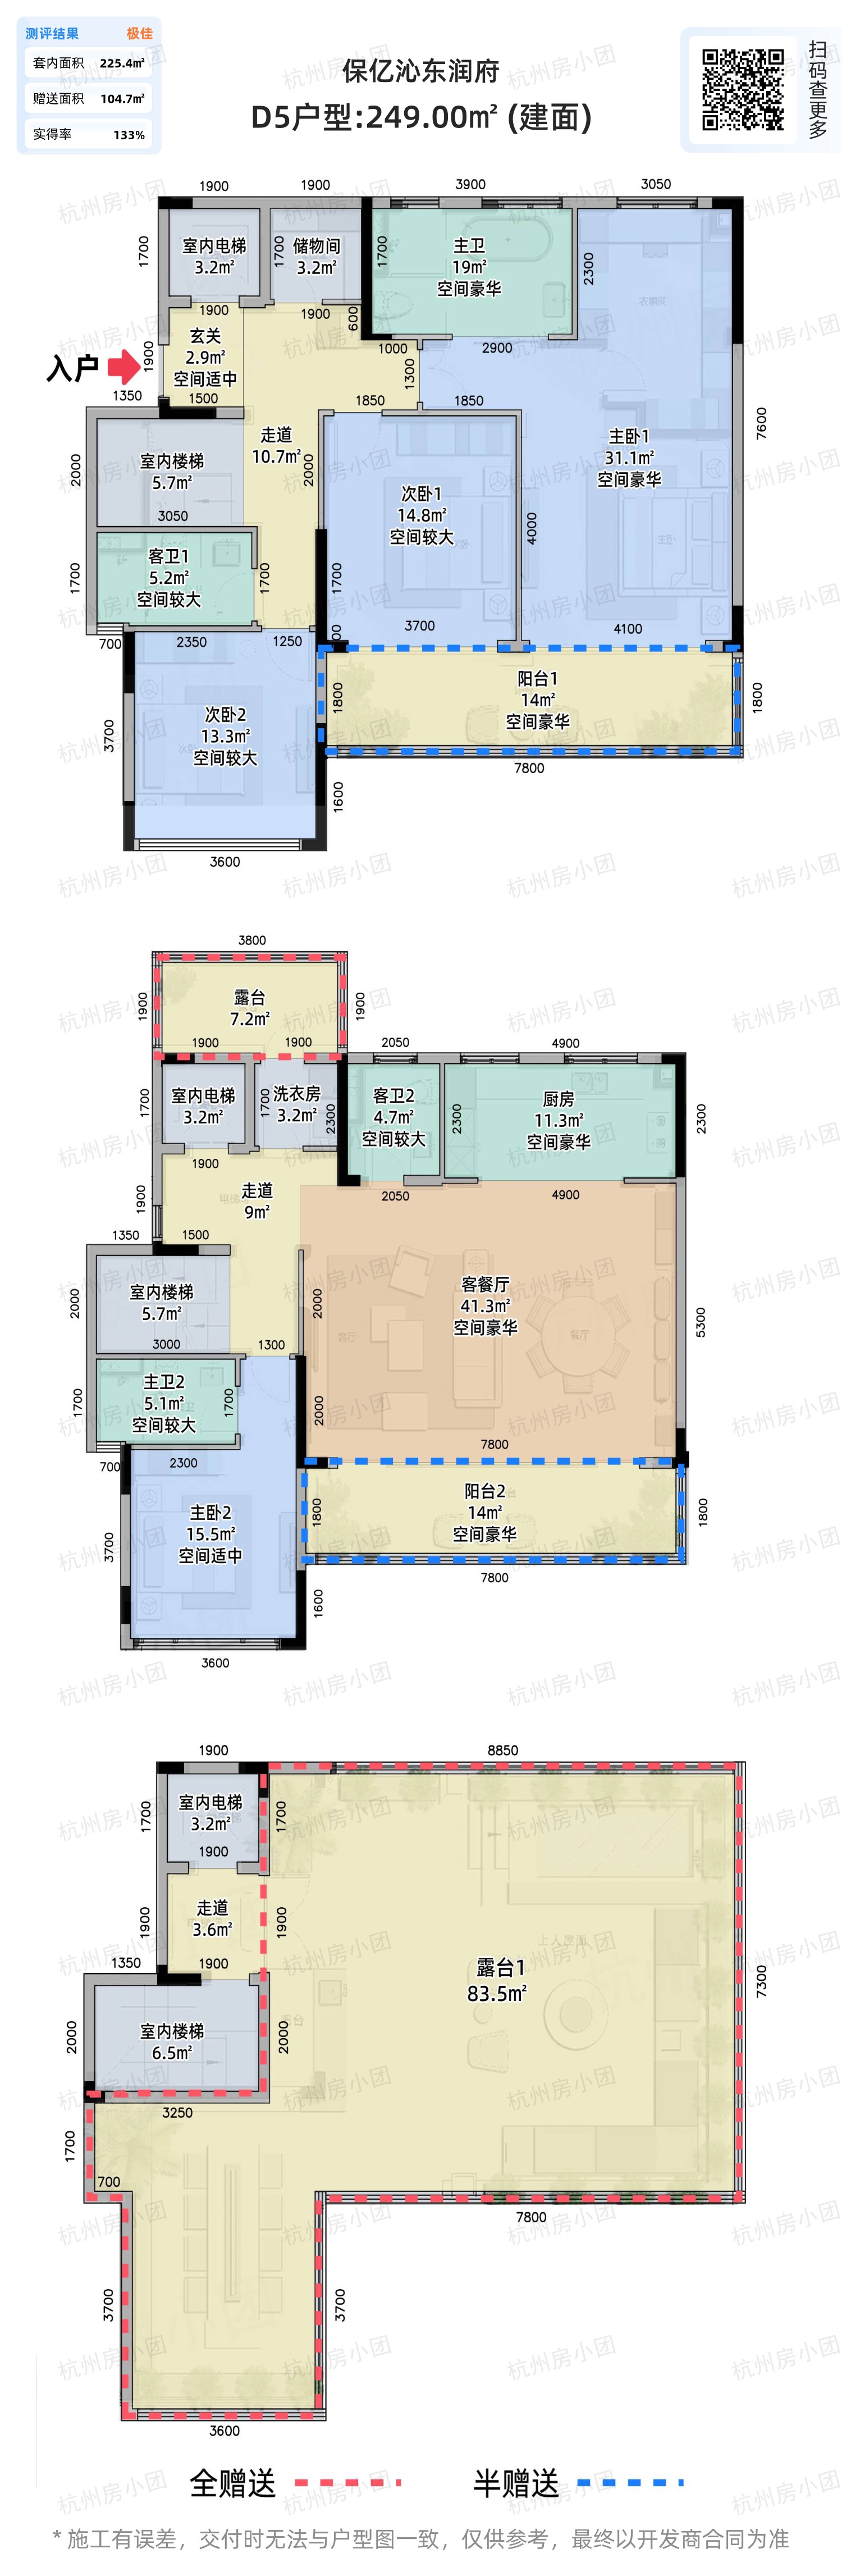 测评结果 极佳
套内面积 225.4㎡
赠送面积 104.7㎡
实得率 133%
保亿沁东润府
D5户型:249.00㎡ (建面)
扫码查更多
1900 1900 3900 3050
1700
室内电梯
3.2㎡
1900
1700
储物间
3.2㎡
1900
600
1700
主卫
19㎡
空间豪华
1000
2900
2300
衣帽间
入户
1900
玄关
2.9㎡
空间适中
1500
1300
1350
1850
1850
走道
10.7㎡
2000
2000
室内楼梯
5.7㎡
3050
次卧1
14.8㎡
空间较大
4000
主卧1
31.1㎡
空间豪华
7600
1700
客卫1
5.2㎡
空间较大
1700
1700
3700
4100
700
2350
1250
次卧2
13.3㎡
空间较大
3700
1800
阳台1
14㎡
空间豪华
1800
7800
1600
3600
3800
1900
露台
7.2㎡
1900
1900
1900
2050
4900
1700
室内电梯
3.2㎡
1900
1700
洗衣房
3.2㎡
2300
客卫2
4.7㎡
空间较大
2050
2300
厨房
11.3㎡
空间豪华
4900
2300
1900
走道
9㎡
1350
1500
2000
室内楼梯
5.7㎡
3000
1300
2000
客厅
客餐厅
41.3㎡
空间豪华
餐厅
5300
1700
主卫2
5.1㎡
空间较大
1700
2000
7800
700
2300
主卧2
15.5㎡
空间适中
3700
1800
阳台2
14㎡
空间豪华
1800
7800
1600
3600
1900
8850
1700
室内电梯
3.2㎡
1900
1700
1900
走道
3.6㎡
1900
1900
上人屋面
露台1
83.5㎡
7300
1350
2000
室内楼梯
6.5㎡
2000
3250
1700
700
7800
3700
3700
3600
全赠送 半赠送
* 施工有误差，交付时无法与户型图一致，仅供参考，最终以开发商合同为准
杭州房小团